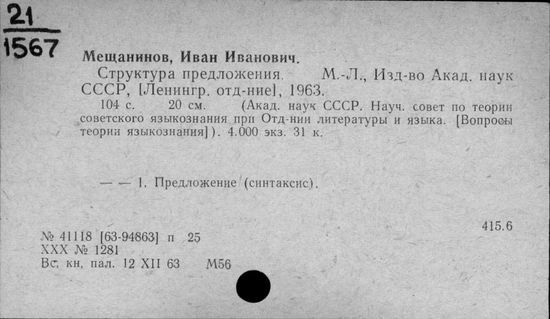 21
1567
Мещанинов, Иван Иванович.
Структура предложения. М.-Л., Изд-во Акад. наук
СССР, [Ленингр. отд-ние], 1963.
104 с. 20 см. (Акад. наук СССР. Науч. совет по теории
советского языкознания при Отд-нии литературы и языка. [Вопросы
теории языкознания]). 4.000 экз. 31 к.
— — 1. Предложение (синтаксис).
415.6
№ 41118 [63-94863] п 25
XXX № 1281
Вс. кн, пал. 12 XII 63 М56